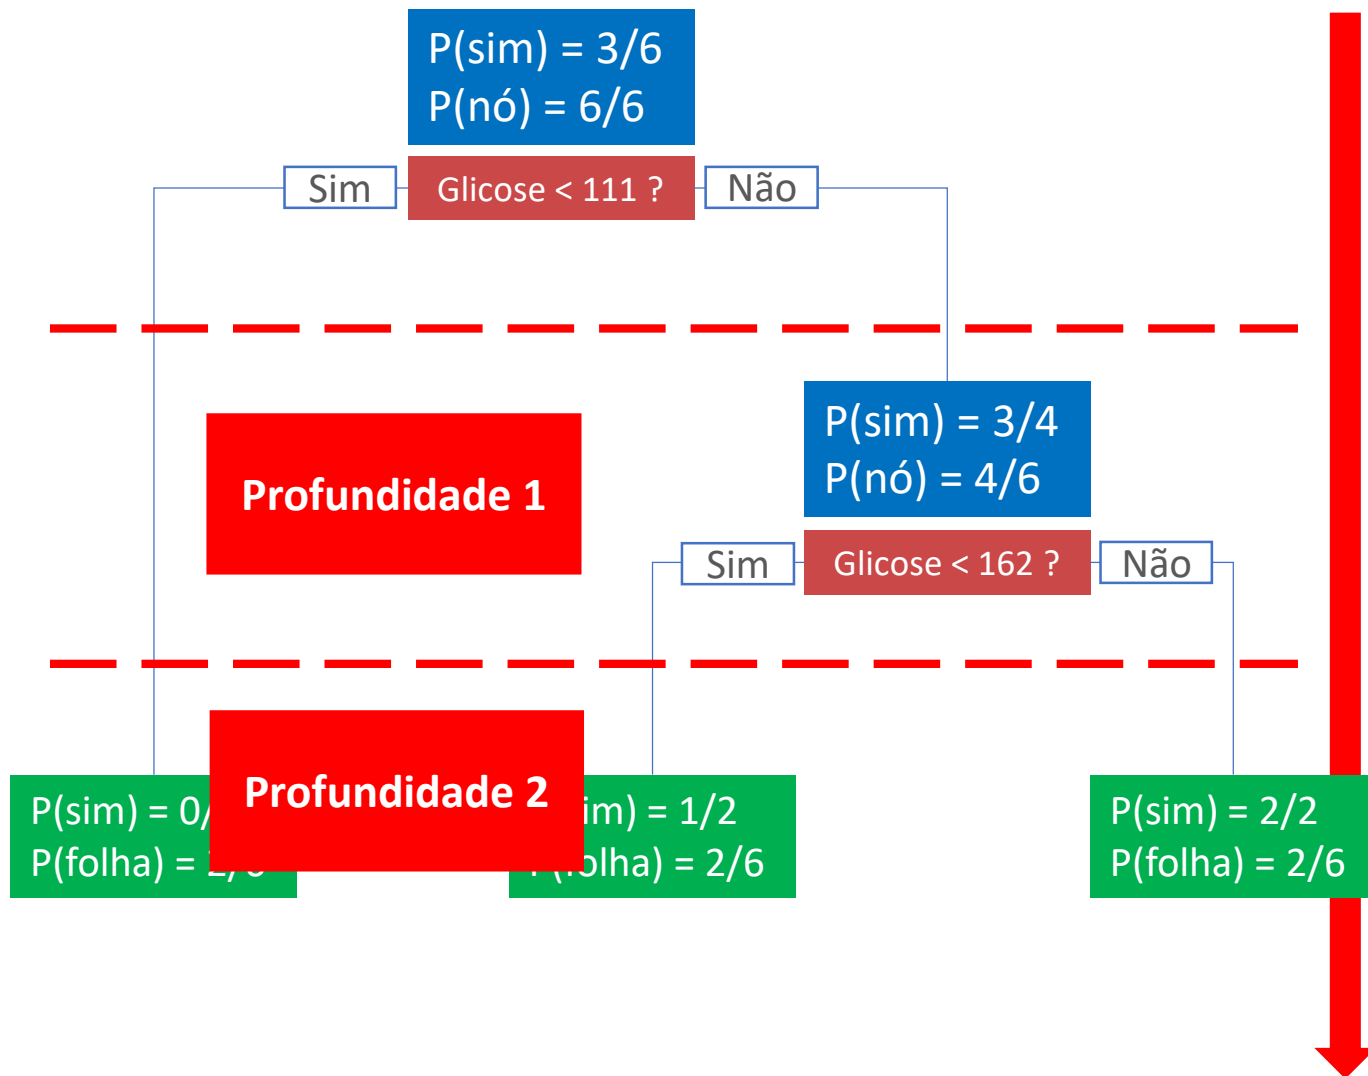 P(sim) = 3/6
P(nó) = 6/6
Sim
Glicose < 111 ?
Não
P(sim) = 3/4
P(nó) = 4/6
Profundidade 1
Sim
Glicose < 162 ?
Não
Profundidade 2
P(sim) = 0/
P(folha) =
im) = 1/2
(folha) = 2/6
P(sim) = 2/2
P(folha) = 2/6